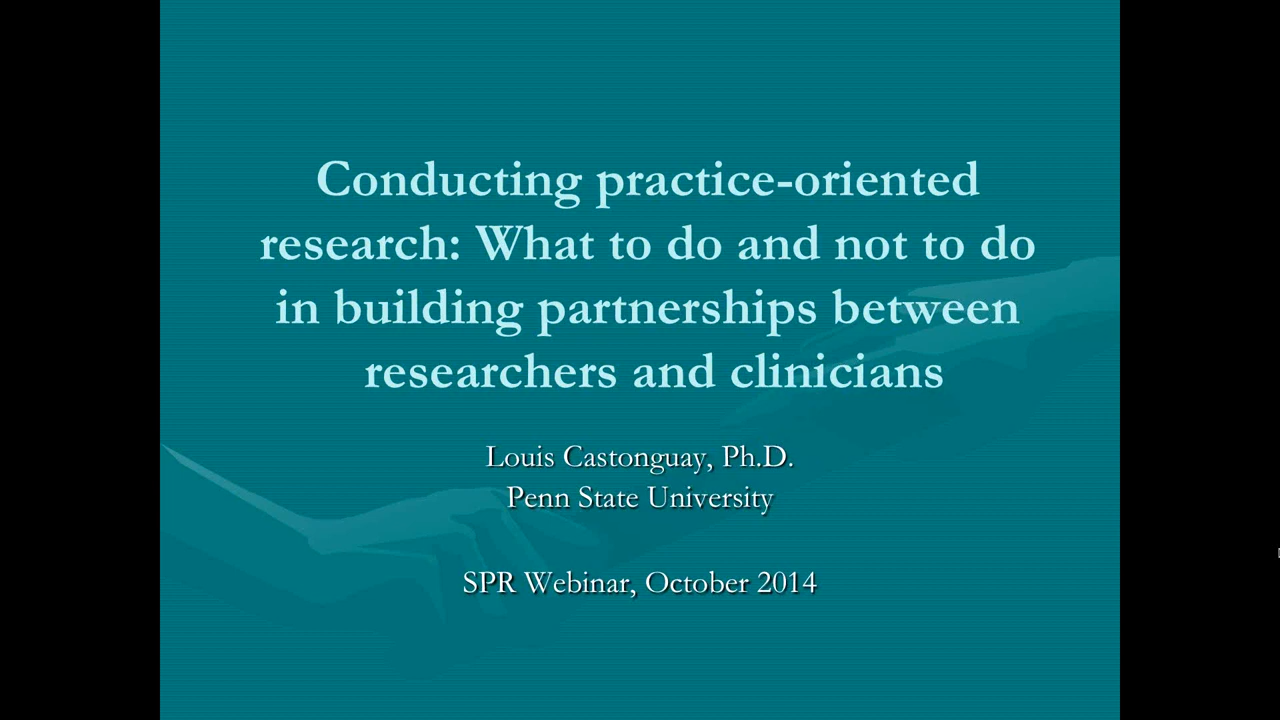 Conducting practice-oriented
research: What to do and not to do
in building partnerships between
researchers and clinicians
Louis Castonguay, Ph.D.
Penn State University
SPR Webinar, October 2014